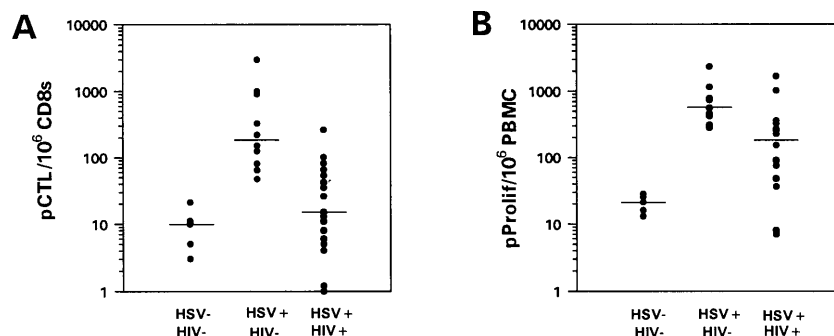 A
pCTL/10⁶ CD8s
10000
1000
100
10
1
HSV- HSV+ HSV+
HIV- HIV- HIV+
B
pProlif/10⁶ PBMC
10000
1000
100
10
1
HSV- HSV+ HSV+
HIV- HIV- HIV+